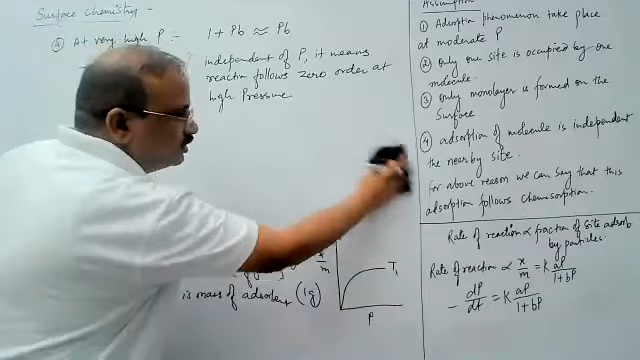 Surface Chemistry -
④ At very high P :- 1 + Pb ≈ Pb
independent of P, it means
reaction follows zero order at
high Pressure
x/m
is mass of adsorbent (1g)
T₁
P
Assumption
① Adsorption phenomenon take place
at moderate P
② Only one site is occupied by one
molecule.
③ Only monolayer is formed on the
Surface
④ adsorption of molecule is independent
the nearby site.
For above reason we can say that this
adsorption follows Chemisorption.
Rate of reaction ∝ fraction of site adsorb
by particles
Rate of reaction ∝ x/m = K aP/1+bP
- dP/dt = K aP/1+bP